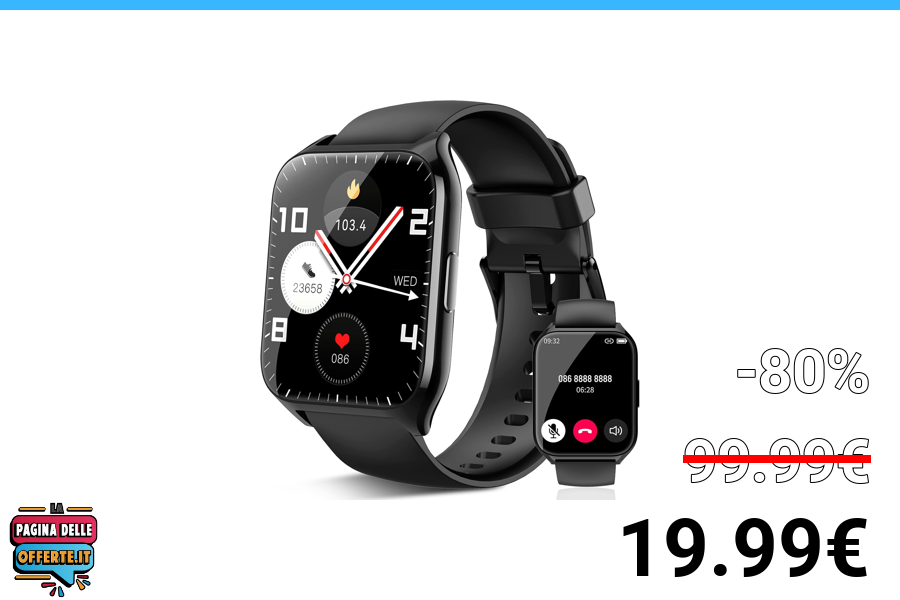 10
2
103.4
23658
WED
8
4
086
09:32
086 8888 8888
06:28
-80%
99.99€
19.99€
LA
PAGINA DELLE
OFFERTE.IT